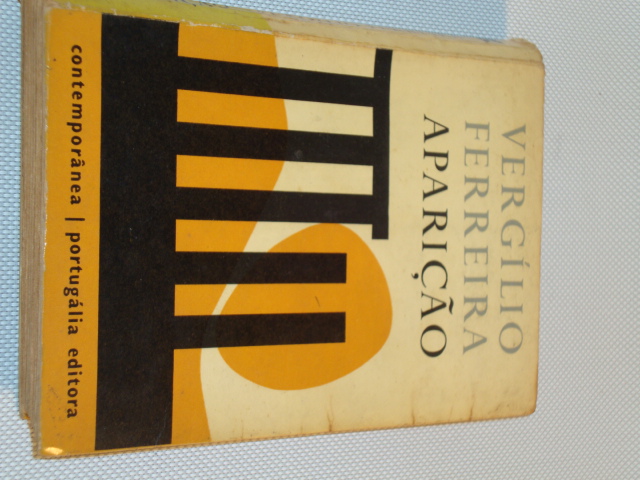 VERGÍLIO
FERREIRA
APARIÇÃO
contemporânea | portugália editora